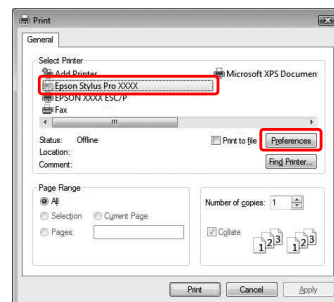 Print
General
Select Printer
Add Printer
Microsoft XPS Documen
Epson Stylus Pro XXXX
EPSON XXXX ESC/P
Fax
Status: Offline
Print to file
Preferences
Location:
Comment:
Find Printer...
Page Range
All
Selection
Current Page
Pages:
Number of copies: 1
Collate
1 2 3 1 2 3
Print
Cancel
Apply